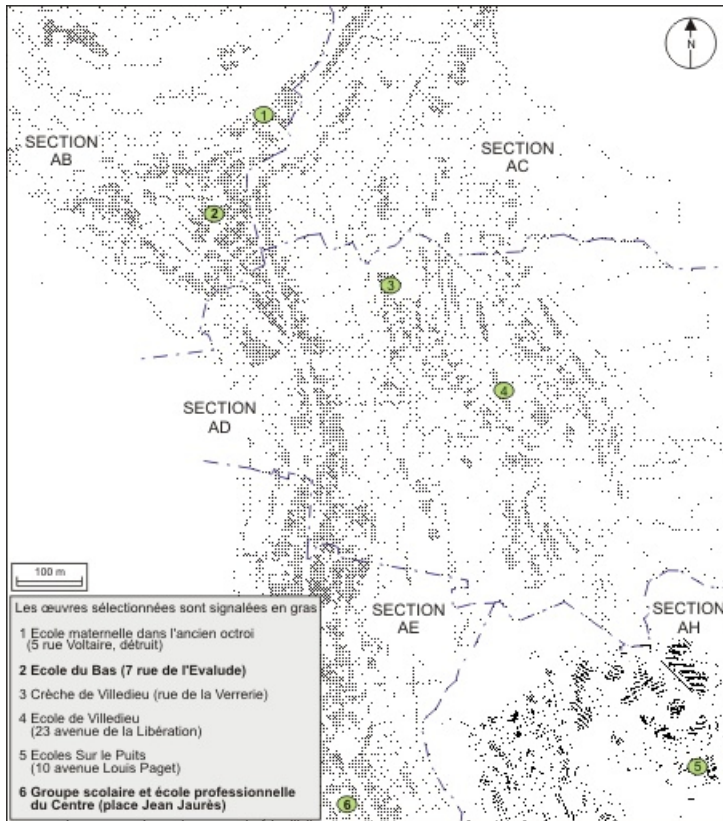 N
1
SECTION
AB
SECTION
AC
2
3
4
SECTION
AD
100 m
SECTION
AE
SECTION
AH
Les œuvres sélectionnées sont signalées en gras
1 Ecole maternelle dans l'ancien octroi
(5 rue Voltaire, détruit)
2 Ecole du Bas (7 rue de l'Evalude)
3 Crèche de Villedieu (rue de la Verrerie)
4 Ecole de Villedieu
(23 avenue de la Libération)
5 Ecoles Sur le Puits
(10 avenue Louis Paget)
6 Groupe scolaire et école professionnelle
du Centre (place Jean Jaurès)
5
6